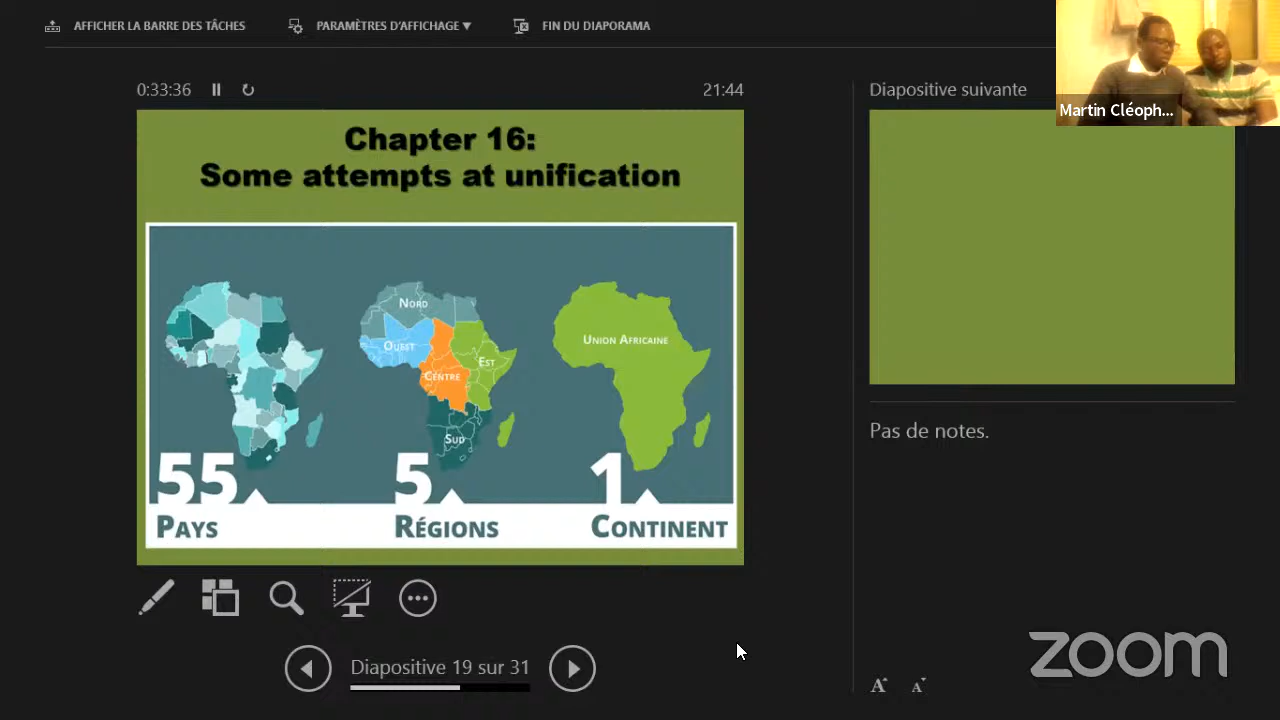 AFFICHER LA BARRE DES TÂCHES
PARAMÈTRES D'AFFICHAGE
FIN DU DIAPORAMA
0:33:36
21:44
Diapositive suivante
Martin Cléoph...
Chapter 16:
Some attempts at unification
NORD
OUEST
CENTRE
EST
SUD
UNION AFRICAINE
55
5
1
PAYS
RÉGIONS
CONTINENT
Pas de notes.
Diapositive 19 sur 31
A A
zoom